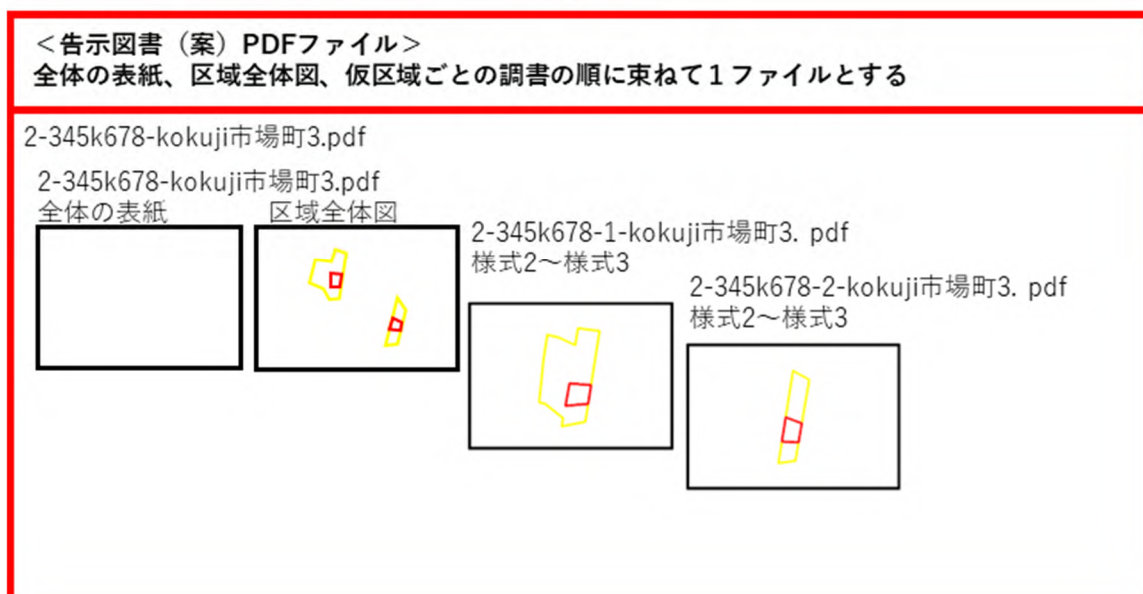 ＜告示図書（案）PDFファイル＞
全体の表紙、区域全体図、仮区域ごとの調書の順に束ねて１ファイルとする
2-345k678-kokuji市場町3.pdf
2-345k678-kokuji市場町3.pdf
全体の表紙 区域全体図
2-345k678-1-kokuji市場町3. pdf
様式2～様式3
2-345k678-2-kokuji市場町3. pdf
様式2～様式3